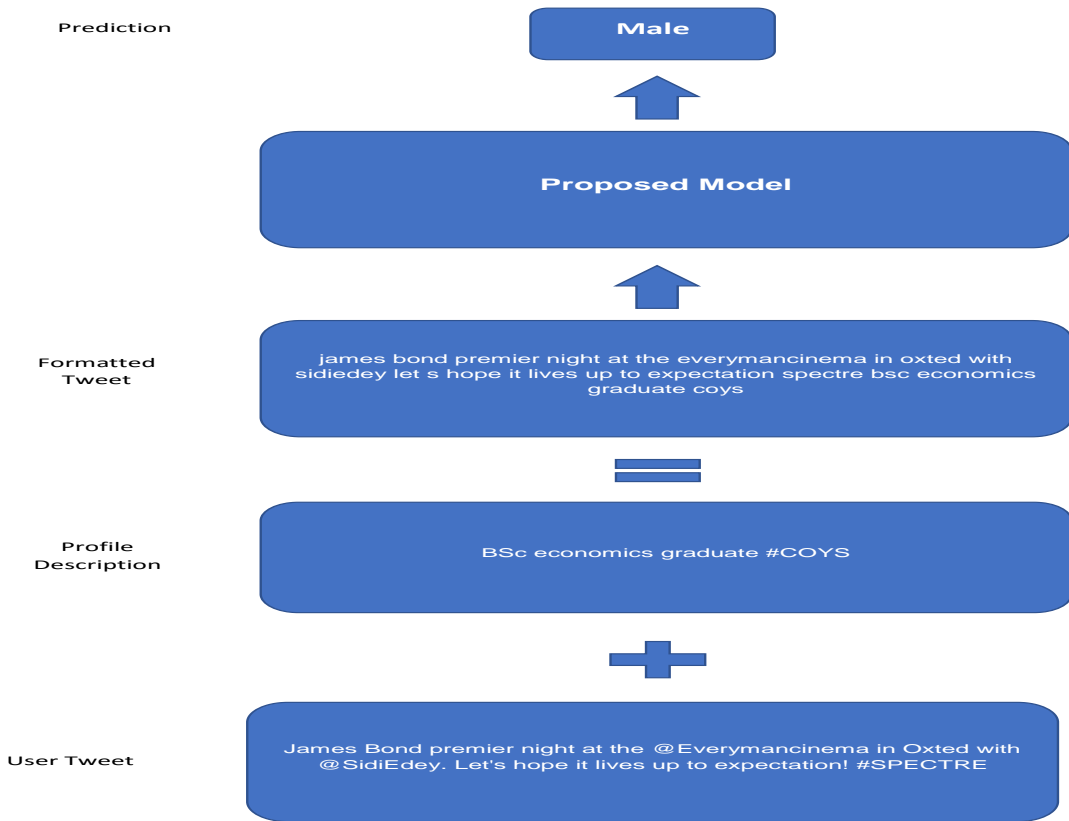 Prediction
Male
Proposed Model
Formatted
Tweet
james bond premier night at the everymancinema in oxted with
sidiedey let s hope it lives up to expectation spectre bsc economics
graduate coys
Profile
Description
BSc economics graduate #COYS
User Tweet
James Bond premier night at the @Everymancinema in Oxted with
@SidiEdey. Let's hope it lives up to expectation! #SPECTRE